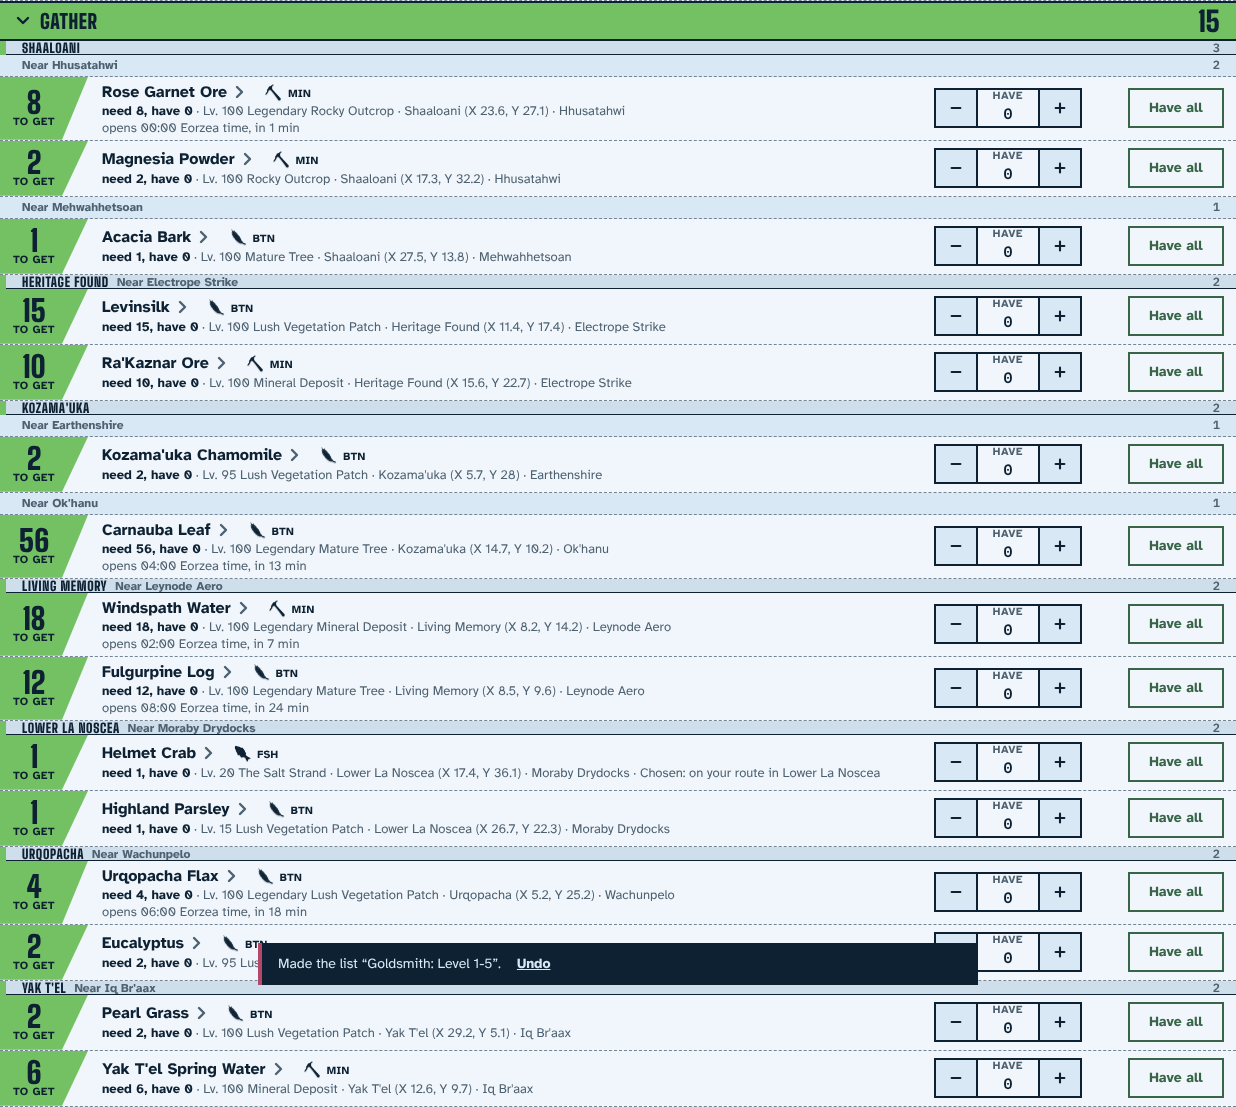 GATHER 15
SHAALOANI 3
Near Hhusatahwi 2
8 TO GET
Rose Garnet Ore MIN
need 8, have 0 · Lv. 100 Legendary Rocky Outcrop · Shaaloani (X 23.6, Y 27.1) · Hhusatahwi
opens 00:00 Eorzea time, in 1 min
− HAVE 0 + Have all
2 TO GET
Magnesia Powder MIN
need 2, have 0 · Lv. 100 Rocky Outcrop · Shaaloani (X 17.3, Y 32.2) · Hhusatahwi
− HAVE 0 + Have all
Near Mehwahhetsoan 1
1 TO GET
Acacia Bark BTN
need 1, have 0 · Lv. 100 Mature Tree · Shaaloani (X 27.5, Y 13.8) · Mehwahhetsoan
− HAVE 0 + Have all
HERITAGE FOUND Near Electrope Strike 2
15 TO GET
Levinsilk BTN
need 15, have 0 · Lv. 100 Lush Vegetation Patch · Heritage Found (X 11.4, Y 17.4) · Electrope Strike
− HAVE 0 + Have all
10 TO GET
Ra'Kaznar Ore MIN
need 10, have 0 · Lv. 100 Mineral Deposit · Heritage Found (X 15.6, Y 22.7) · Electrope Strike
− HAVE 0 + Have all
KOZAMA'UKA 2
Near Earthenshire 1
2 TO GET
Kozama'uka Chamomile BTN
need 2, have 0 · Lv. 95 Lush Vegetation Patch · Kozama'uka (X 5.7, Y 28) · Earthenshire
− HAVE 0 + Have all
Near Ok'hanu 1
56 TO GET
Carnauba Leaf BTN
need 56, have 0 · Lv. 100 Legendary Mature Tree · Kozama'uka (X 14.7, Y 10.2) · Ok'hanu
opens 04:00 Eorzea time, in 13 min
− HAVE 0 + Have all
LIVING MEMORY Near Leynode Aero 2
18 TO GET
Windspath Water MIN
need 18, have 0 · Lv. 100 Legendary Mineral Deposit · Living Memory (X 8.2, Y 14.2) · Leynode Aero
opens 02:00 Eorzea time, in 7 min
− HAVE 0 + Have all
12 TO GET
Fulgurpine Log BTN
need 12, have 0 · Lv. 100 Legendary Mature Tree · Living Memory (X 8.5, Y 9.6) · Leynode Aero
opens 08:00 Eorzea time, in 24 min
− HAVE 0 + Have all
LOWER LA NOSCEA Near Moraby Drydocks 2
1 TO GET
Helmet Crab FSH
need 1, have 0 · Lv. 20 The Salt Strand · Lower La Noscea (X 17.4, Y 36.1) · Moraby Drydocks · Chosen: on your route in Lower La Noscea
− HAVE 0 + Have all
1 TO GET
Highland Parsley BTN
need 1, have 0 · Lv. 15 Lush Vegetation Patch · Lower La Noscea (X 26.7, Y 22.3) · Moraby Drydocks
− HAVE 0 + Have all
URQOPACHA Near Wachunpelo 2
4 TO GET
Urqopacha Flax BTN
need 4, have 0 · Lv. 100 Legendary Lush Vegetation Patch · Urqopacha (X 5.2, Y 25.2) · Wachunpelo
opens 06:00 Eorzea time, in 18 min
− HAVE 0 + Have all
2 TO GET
Eucalyptus BTN
need 2, have 0 · Lv. 95 Lus
HAVE 0 + Have all
Made the list “Goldsmith: Level 1-5”. Undo
YAK T'EL Near Iq Br'aax 2
2 TO GET
Pearl Grass BTN
need 2, have 0 · Lv. 100 Lush Vegetation Patch · Yak T'el (X 29.2, Y 5.1) · Iq Br'aax
− HAVE 0 + Have all
6 TO GET
Yak T'el Spring Water MIN
need 6, have 0 · Lv. 100 Mineral Deposit · Yak T'el (X 12.6, Y 9.7) · Iq Br'aax
− HAVE 0 + Have all